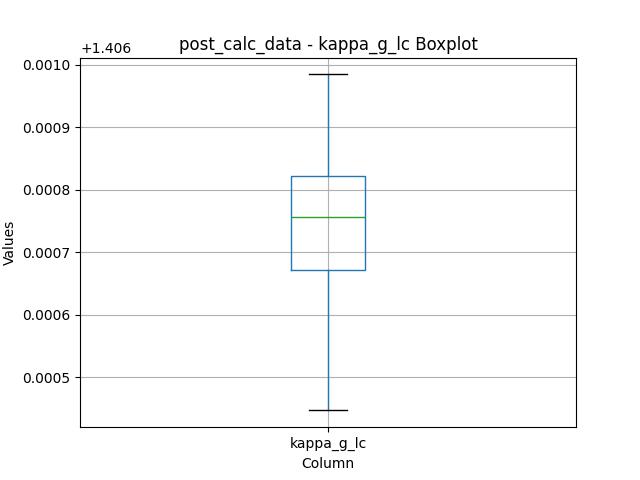 post_calc_data - kappa_g_lc Boxplot
+1.406
0.0010
0.0009
0.0008
0.0007
0.0006
0.0005
Values
kappa_g_lc
Column